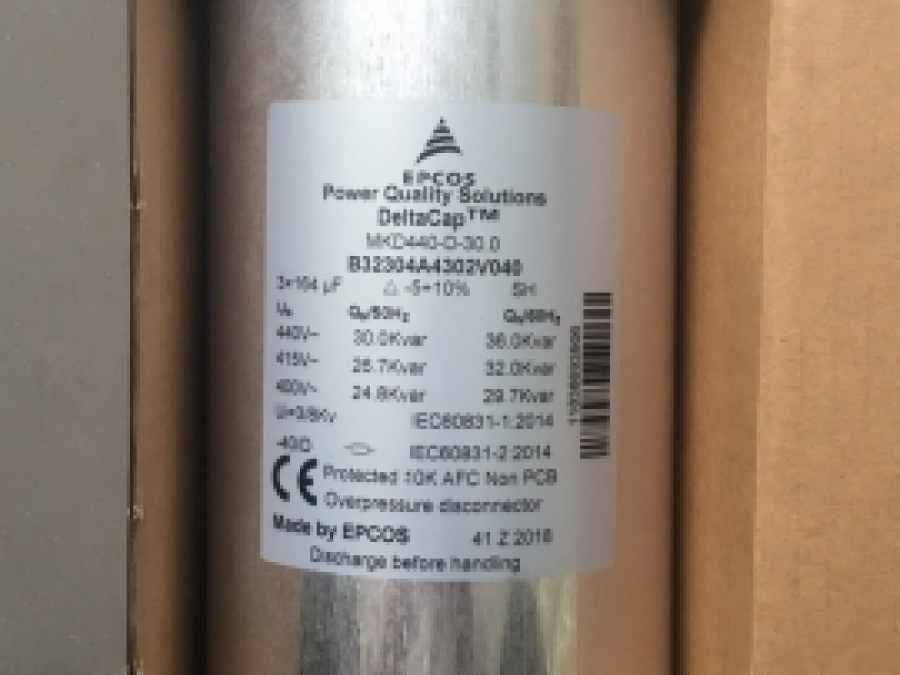 EPCOS
Power Quality Solutions
DeltaCap™
MKD440-D-30.0
B32304A4302V040
3*164 µF △ -5+10% SH
Uₙ Qₙ/50Hz Qₙ/60Hz
440V~ 30.0Kvar 36.0Kvar
415V~ 26.7Kvar 32.0Kvar
400V~ 24.8Kvar 29.7Kvar
Ui=3/8Kv IEC60831-1:2014
-40/D IEC60831-2:2014
CE Protected 10K AFC Non PCB
Overpressure disconnector
Made by EPCOS 41 Z 2018
Discharge before handling